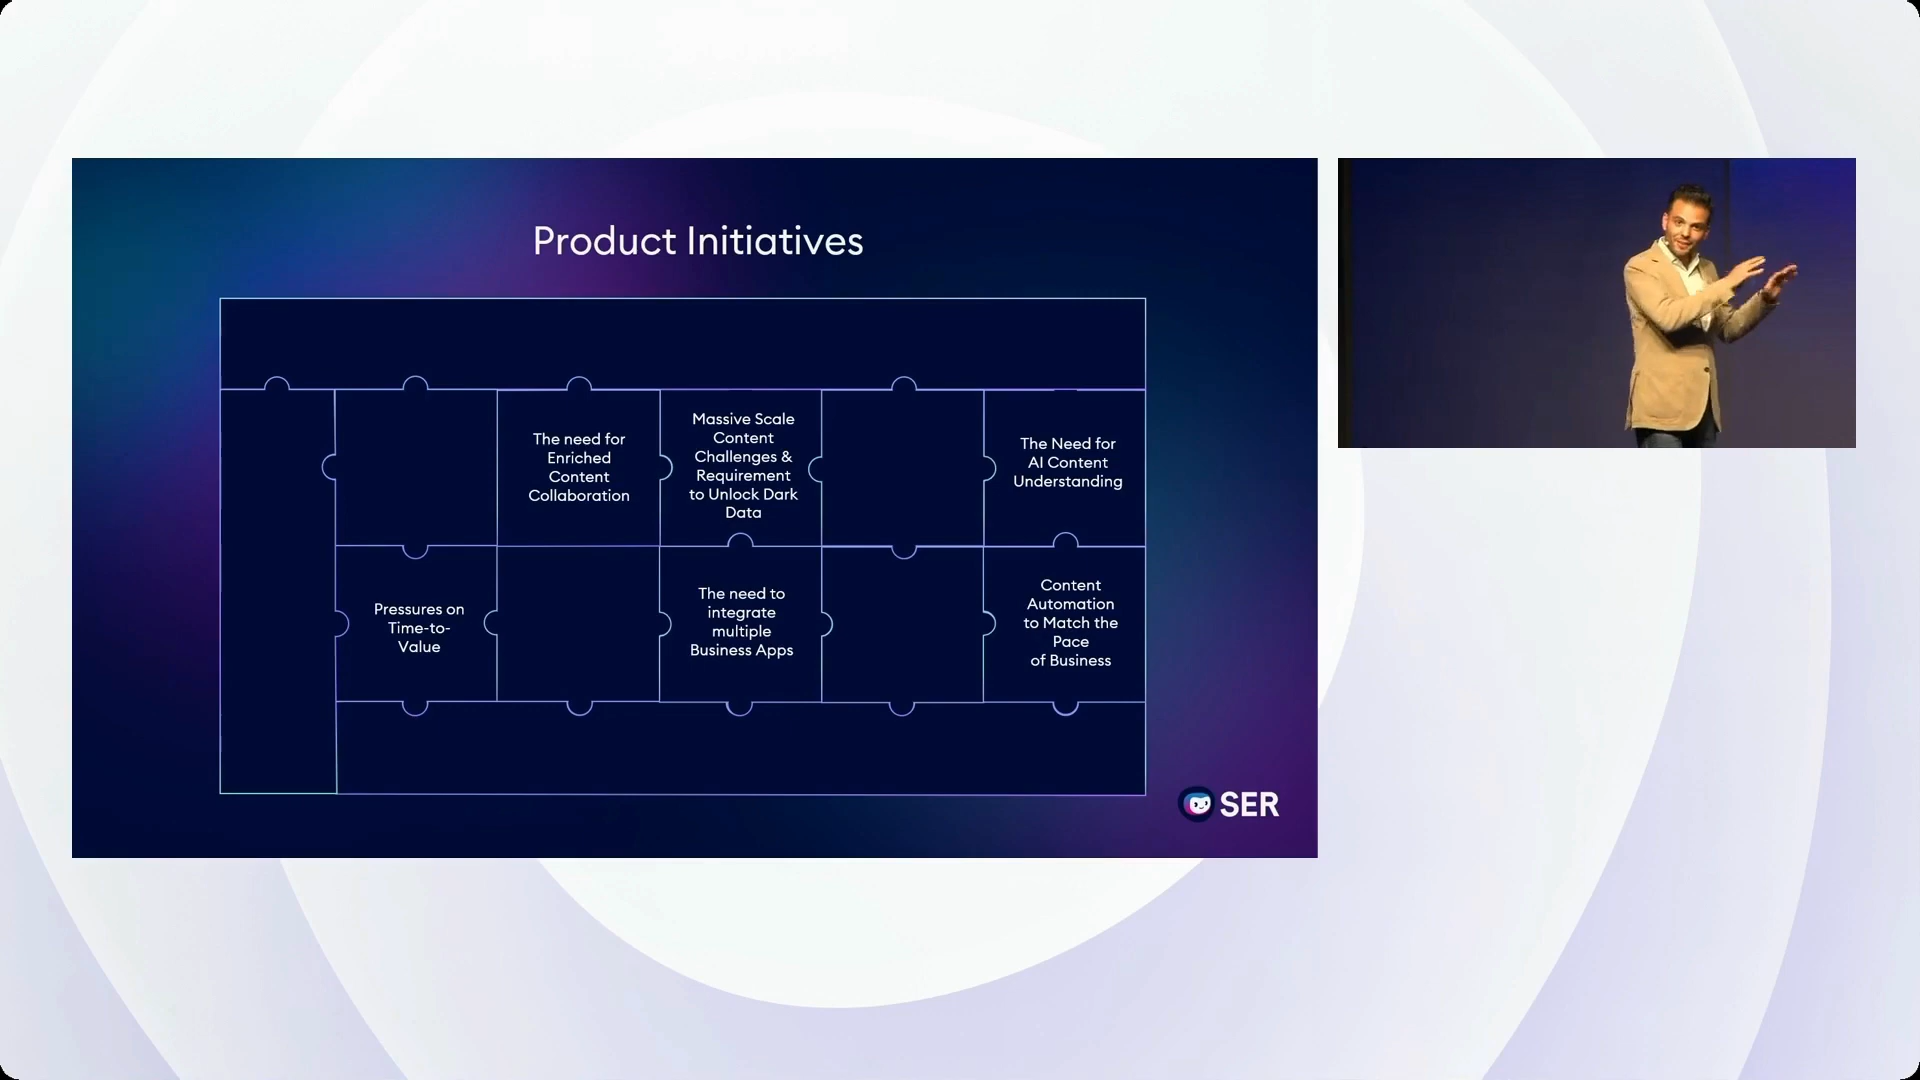 Product Initiatives
The need for
Enriched
Content
Collaboration
Massive Scale
Content
Challenges &
Requirement
to Unlock Dark
Data
The Need for
AI Content
Understanding
Pressures on
Time-to-
Value
The need to
integrate
multiple
Business Apps
Content
Automation
to Match the
Pace
of Business
SER